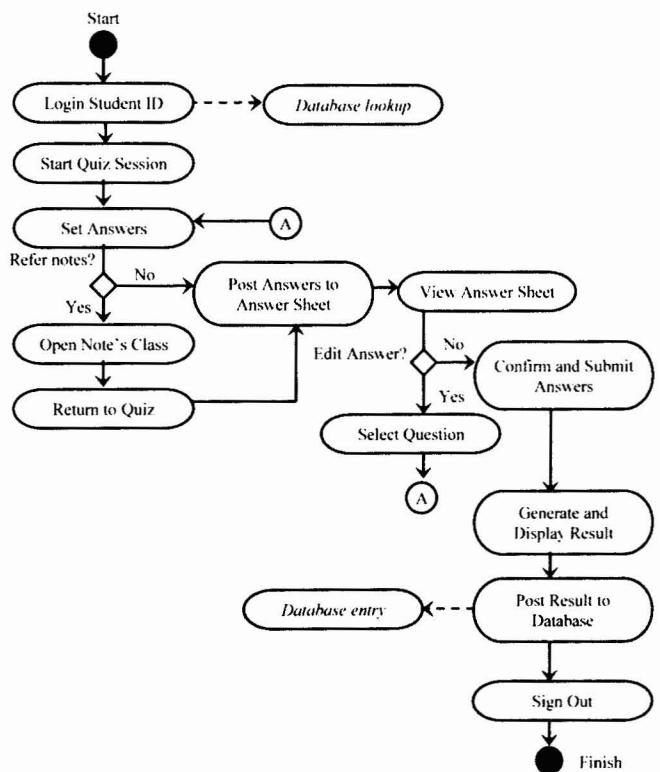 Start
Login Student ID
Database lookup
Start Quiz Session
Set Answers
A
Refer notes?
No
Yes
Post Answers to
Answer Sheet
View Answer Sheet
Open Note's Class
Return to Quiz
Edit Answer?
No
Yes
Confirm and Submit
Answers
Select Question
A
Generate and
Display Result
Post Result to
Database
Database entry
Sign Out
Finish